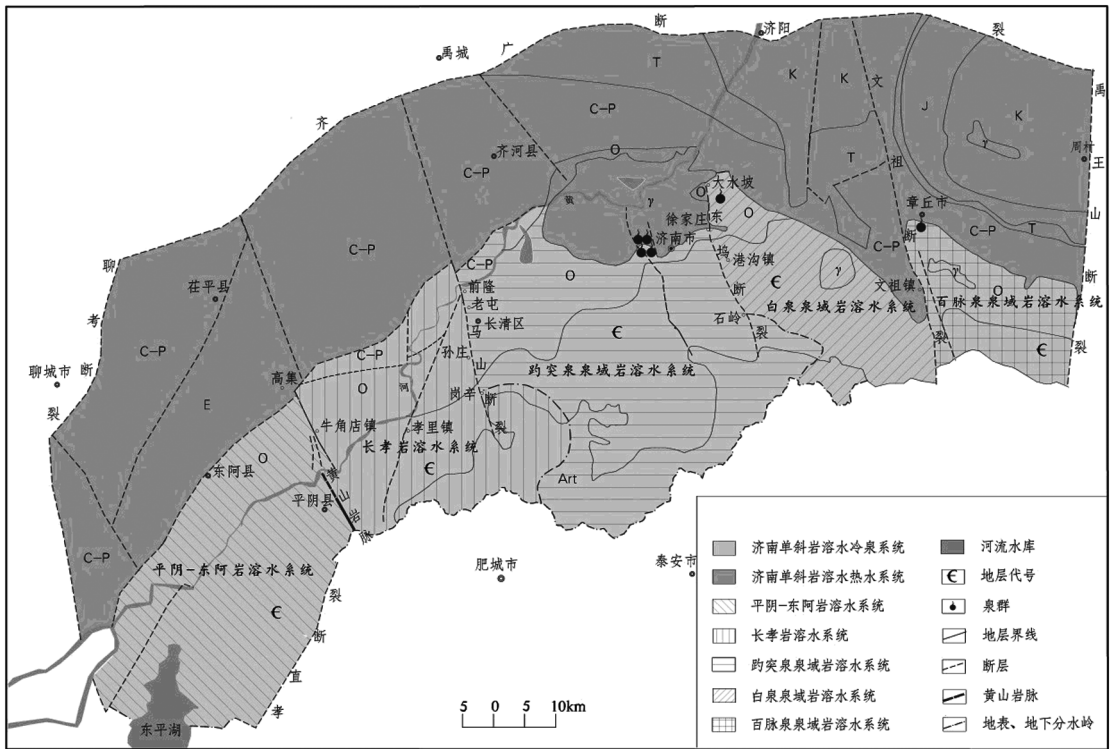 禹城
广
断
济阳
裂
齐
T
K
K
文
J
K
禹
C-P
C-P
γ
周村
王
齐河县
O
T
祖
C-P
大水坡
O
γ
徐家庄
东
O
章丘市
山
济南市
C-P
断
C-P
T
聊
C-P
坞
港沟镇
Є
γ
γ
O
前隆
O
文祖镇
白泉泉域岩溶水系统
百脉泉泉域岩溶水系统
茌平县
老屯
断
考
马
长清区
Є
石岭
裂
裂
Є
裂
C-P
C-P
孙庄
山
趵突泉泉域岩溶水系统
聊城市
断
高集
O
河
岗辛
断
裂
E
牛角店镇
孝里镇
裂
O
长孝岩溶水系统
东阿县
黄
Є
Art
平阴县
山
岩
脉
C-P
平阴-东阿岩溶水系统
肥城市
泰安市
裂
Є
断
直
孝
东平湖
5 0 5 10km
济南单斜岩溶水冷泉系统
济南单斜岩溶水热水系统
平阴-东阿岩溶水系统
长孝岩溶水系统
趵突泉泉域岩溶水系统
白泉泉域岩溶水系统
百脉泉泉域岩溶水系统
河流水库
Є 地层代号
泉群
地层界线
断层
黄山岩脉
地表、地下分水岭